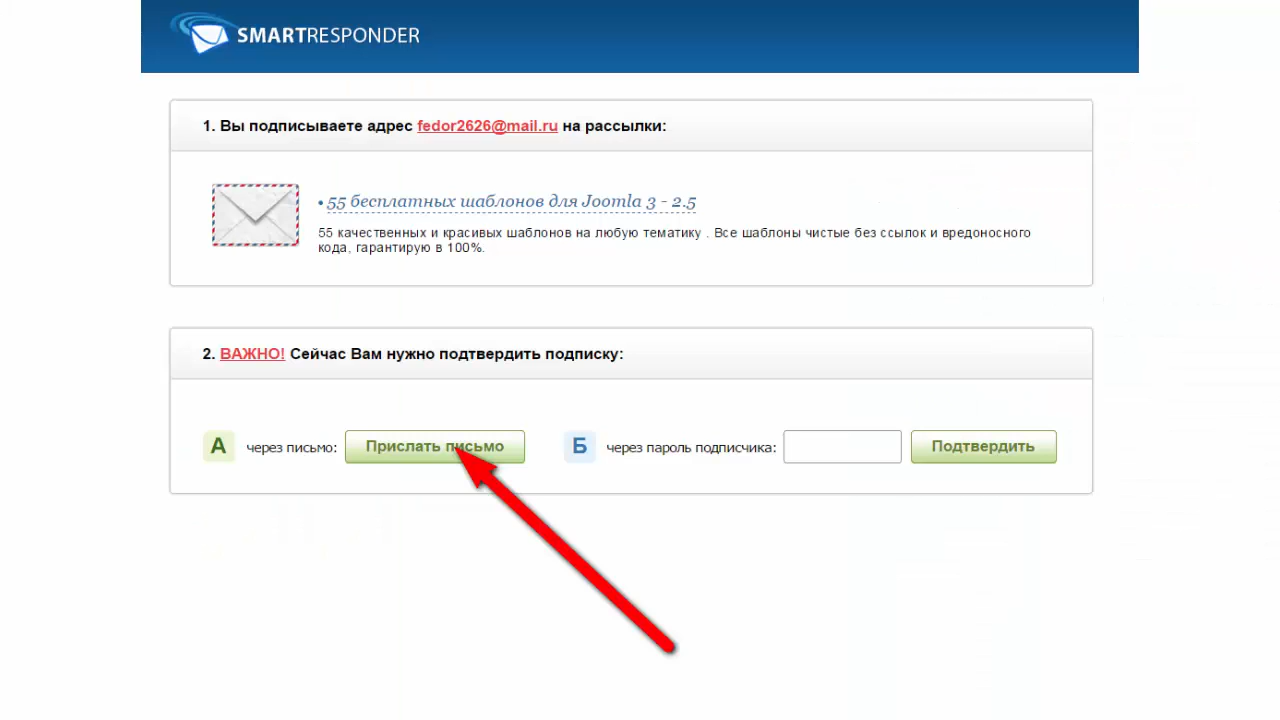 SMARTRESPONDER
1. Вы подписываете адрес fedor2626@mail.ru на рассылки:
• 55 бесплатных шаблонов для Joomla 3 - 2.5
55 качественных и красивых шаблонов на любую тематику . Все шаблоны чистые без ссылок и вредоносного
кода, гарантирую в 100%.
2. ВАЖНО! Сейчас Вам нужно подтвердить подписку:
А через письмо: Прислать письмо Б через пароль подписчика: Подтвердить